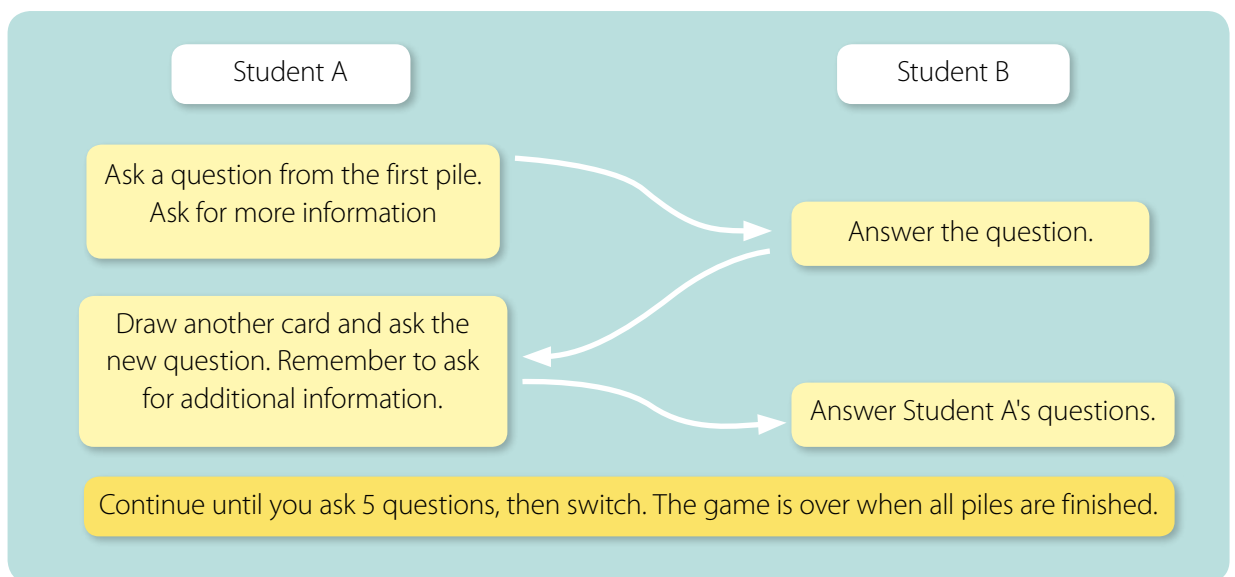 Student A
Student B
Ask a question from the first pile.
Ask for more information
Answer the question.
Draw another card and ask the
new question. Remember to ask
for additional information.
Answer Student A's questions.
Continue until you ask 5 questions, then switch. The game is over when all piles are finished.